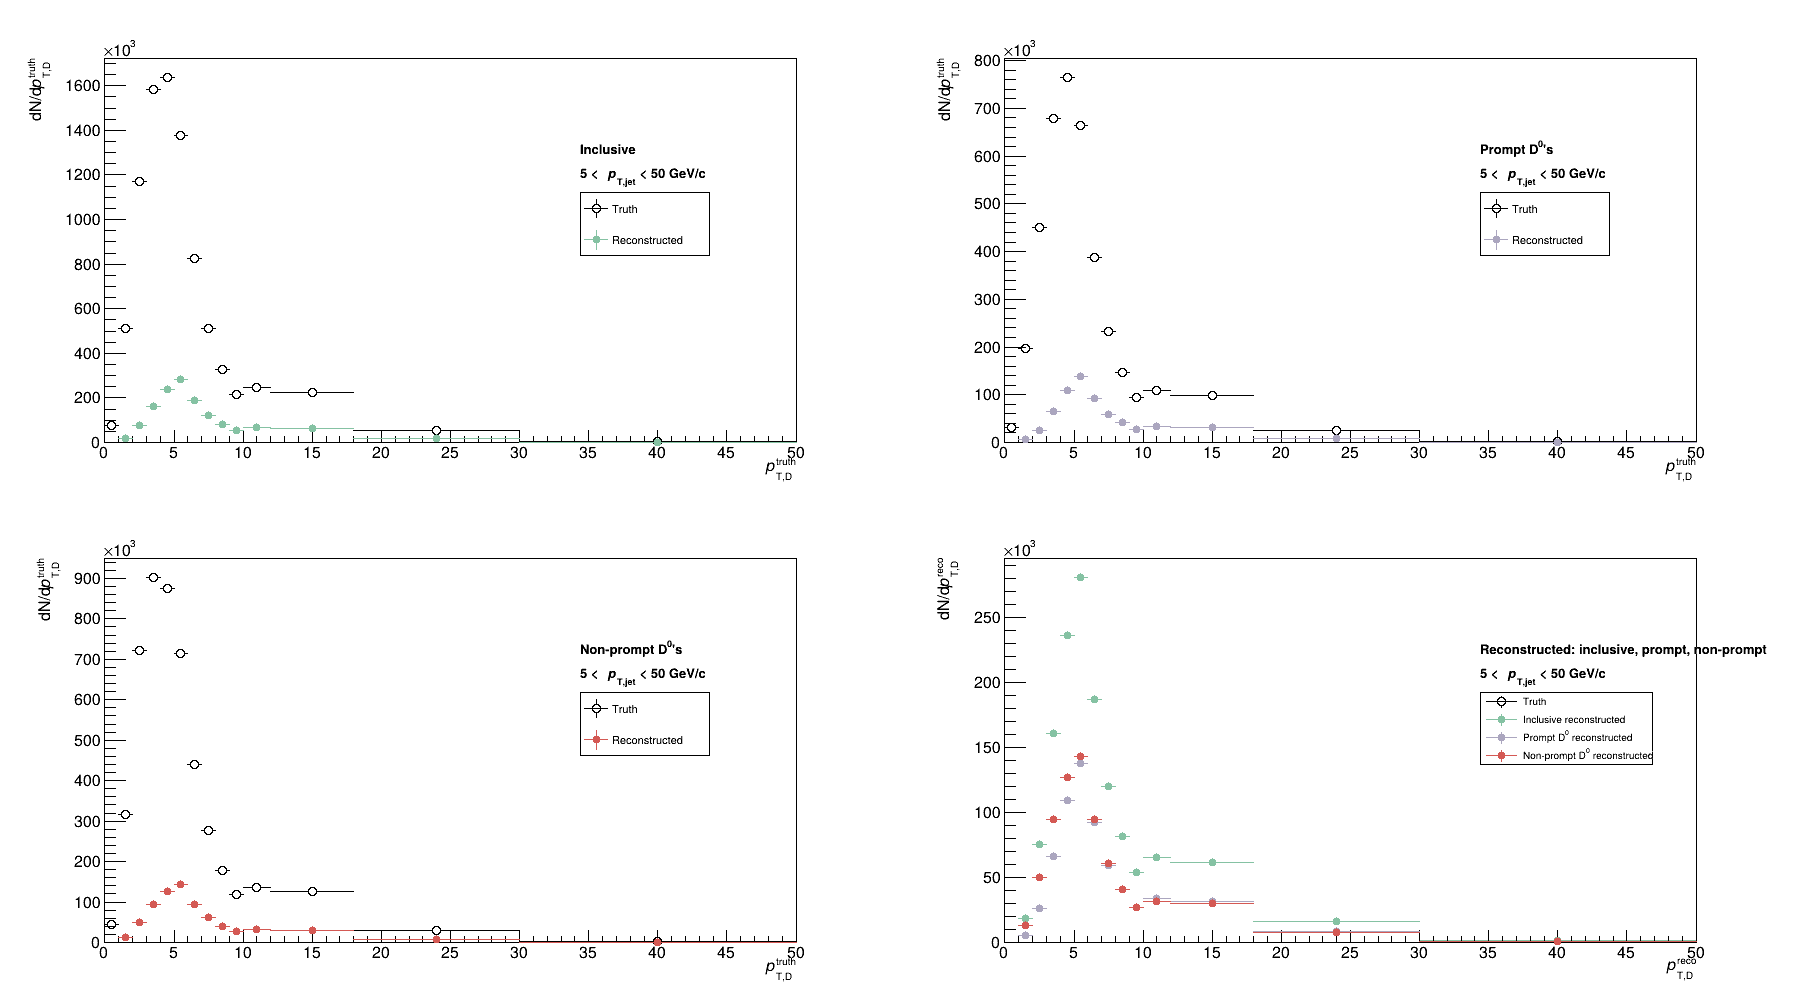 ×10³
dN/dp^truth_T,D
1600
1400
1200
1000
800
600
400
200
0
0 5 10 15 20 25 30 35 40 45 50
p^truth_T,D
Inclusive
5 < p_T,jet < 50 GeV/c
Truth
Reconstructed
×10³
dN/dp^truth_T,D
800
700
600
500
400
300
200
100
0
0 5 10 15 20 25 30 35 40 45 50
p^truth_T,D
Prompt D⁰'s
5 < p_T,jet < 50 GeV/c
Truth
Reconstructed
×10³
dN/dp^truth_T,D
900
800
700
600
500
400
300
200
100
0
0 5 10 15 20 25 30 35 40 45 50
p^truth_T,D
Non-prompt D⁰'s
5 < p_T,jet < 50 GeV/c
Truth
Reconstructed
×10³
dN/dp^reco_T,D
250
200
150
100
50
0
0 5 10 15 20 25 30 35 40 45 50
p^reco_T,D
Reconstructed: inclusive, prompt, non-prompt
5 < p_T,jet < 50 GeV/c
Truth
Inclusive reconstructed
Prompt D⁰ reconstructed
Non-prompt D⁰ reconstructed